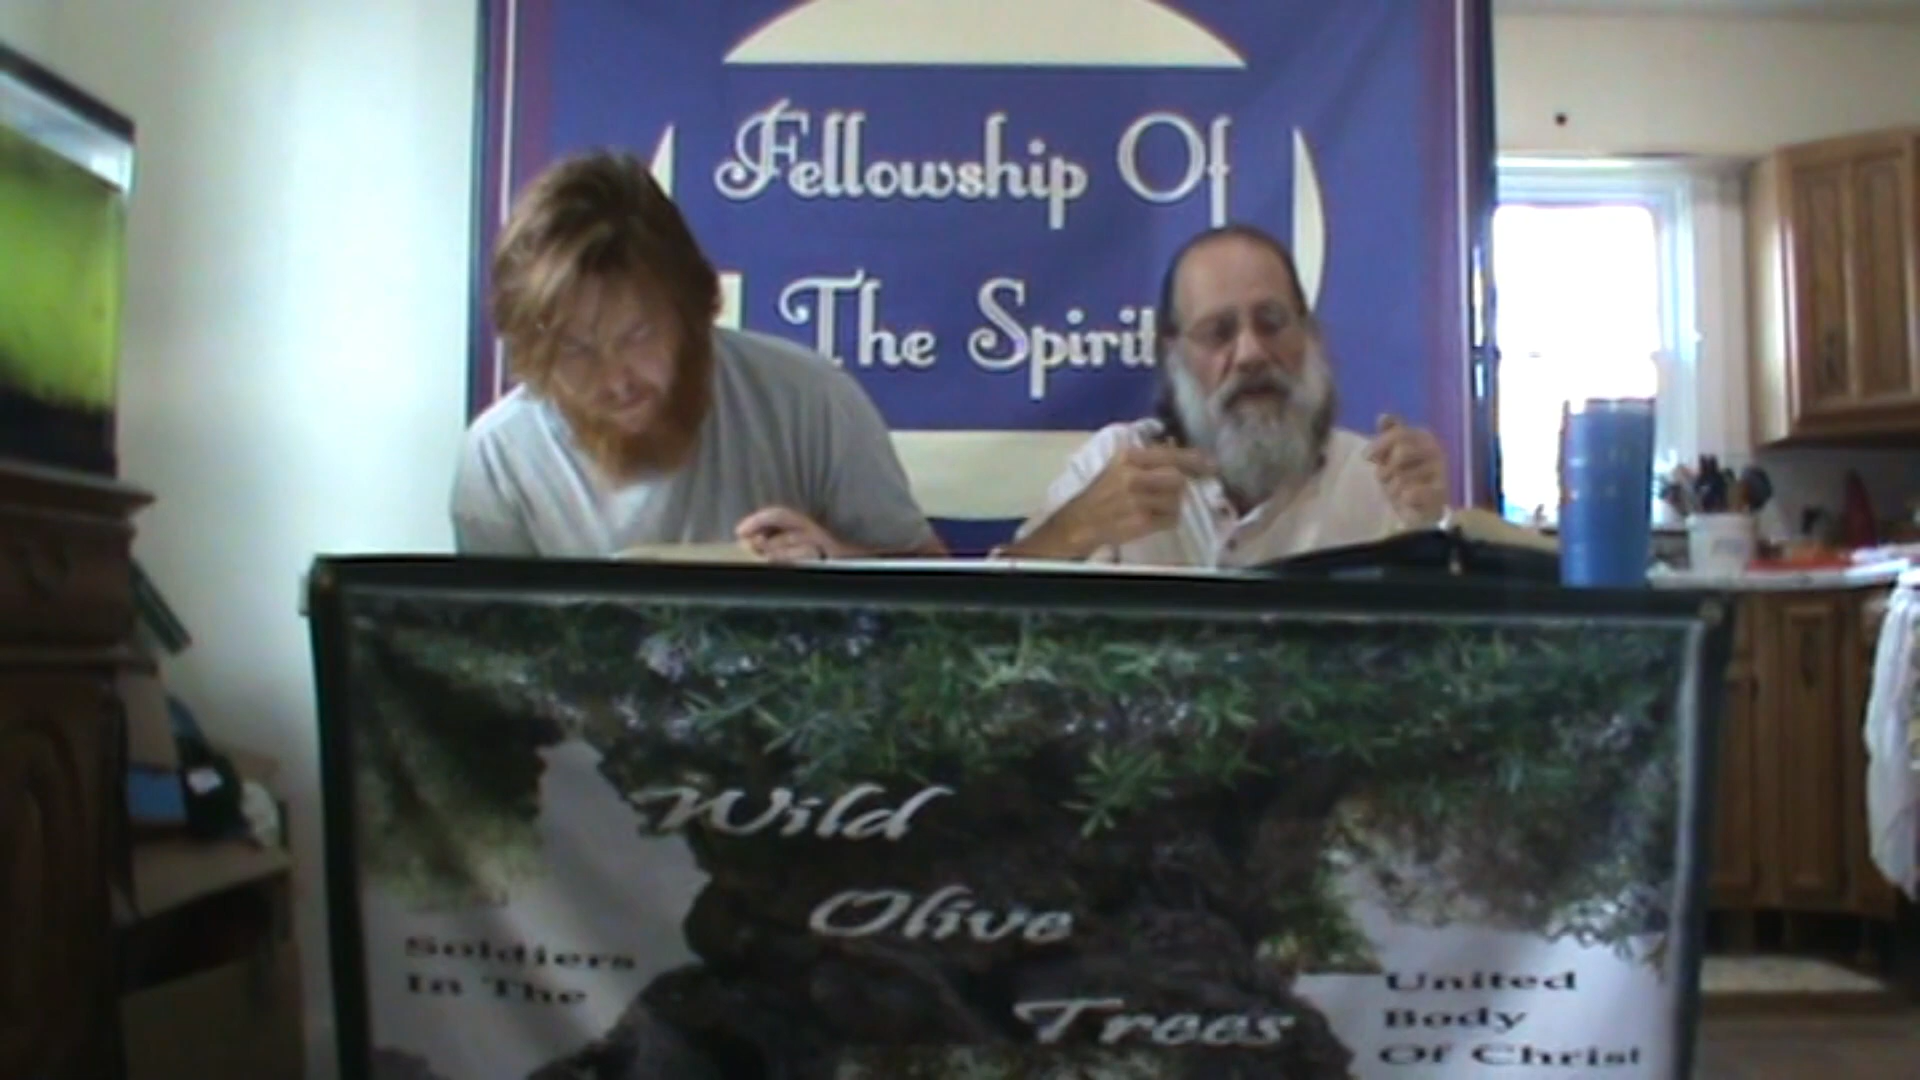 Fellowship Of
The Spirit
Wild
Olive
Trees
Soldiers
In The
United
Body
Of Christ